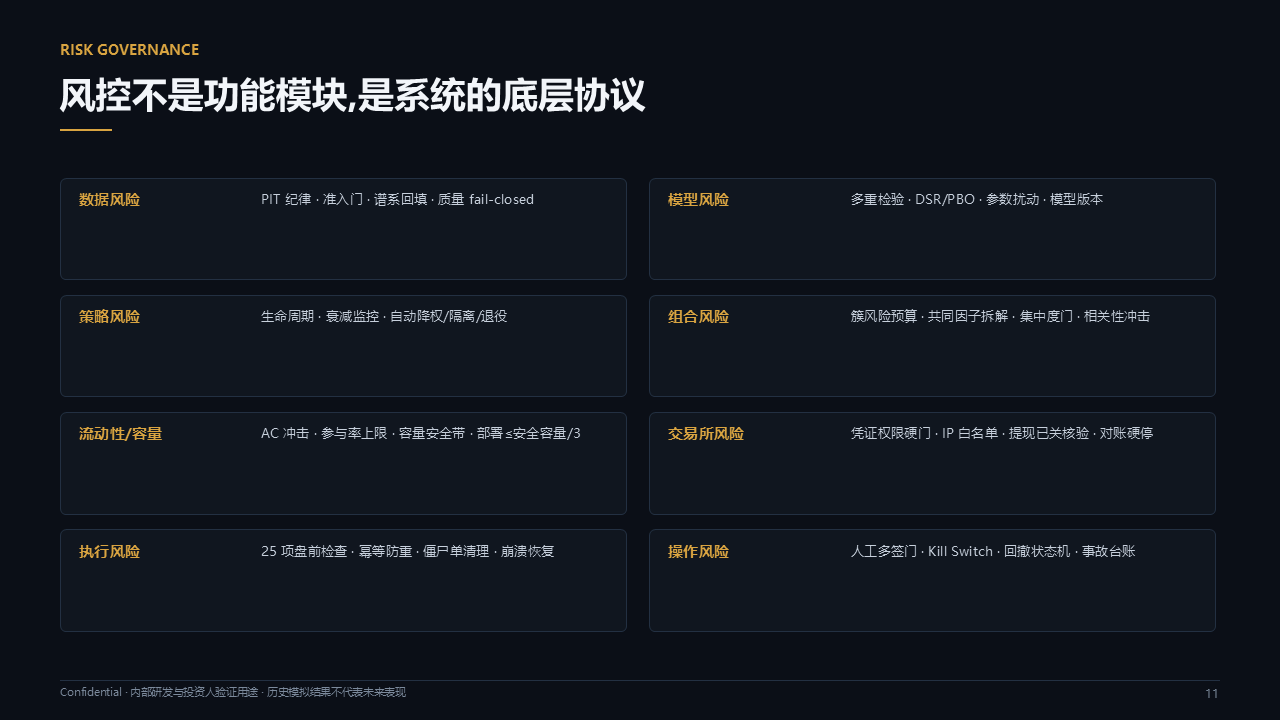 RISK GOVERNANCE
风控不是功能模块,是系统的底层协议
数据风险 PIT 纪律 · 准入门 · 谱系回填 · 质量 fail-closed
模型风险 多重检验 · DSR/PBO · 参数扰动 · 模型版本
策略风险 生命周期 · 衰减监控 · 自动降权/隔离/退役
组合风险 簇风险预算 · 共同因子拆解 · 集中度门 · 相关性冲击
流动性/容量 AC 冲击 · 参与率上限 · 容量安全带 · 部署≤安全容量/3
交易所风险 凭证权限硬门 · IP 白名单 · 提现已关核验 · 对账硬停
执行风险 25 项盘前检查 · 幂等防重 · 僵尸单清理 · 崩溃恢复
操作风险 人工多签门 · Kill Switch · 回撤状态机 · 事故台账
Confidential · 内部研发与投资人验证用途 · 历史模拟结果不代表未来表现
11